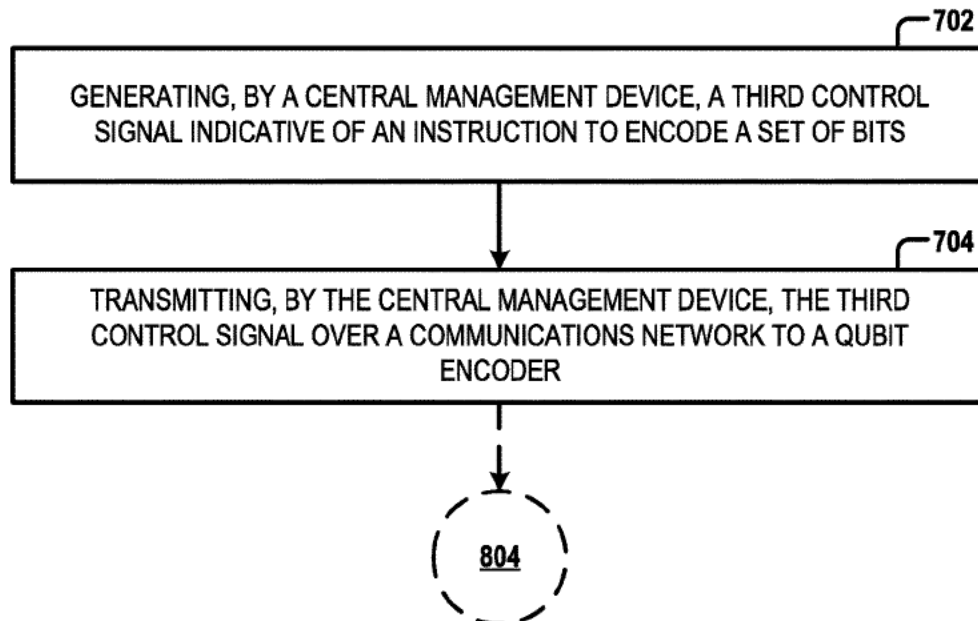 702
GENERATING, BY A CENTRAL MANAGEMENT DEVICE, A THIRD CONTROL
SIGNAL INDICATIVE OF AN INSTRUCTION TO ENCODE A SET OF BITS
704
TRANSMITTING, BY THE CENTRAL MANAGEMENT DEVICE, THE THIRD
CONTROL SIGNAL OVER A COMMUNICATIONS NETWORK TO A QUBIT
ENCODER
804